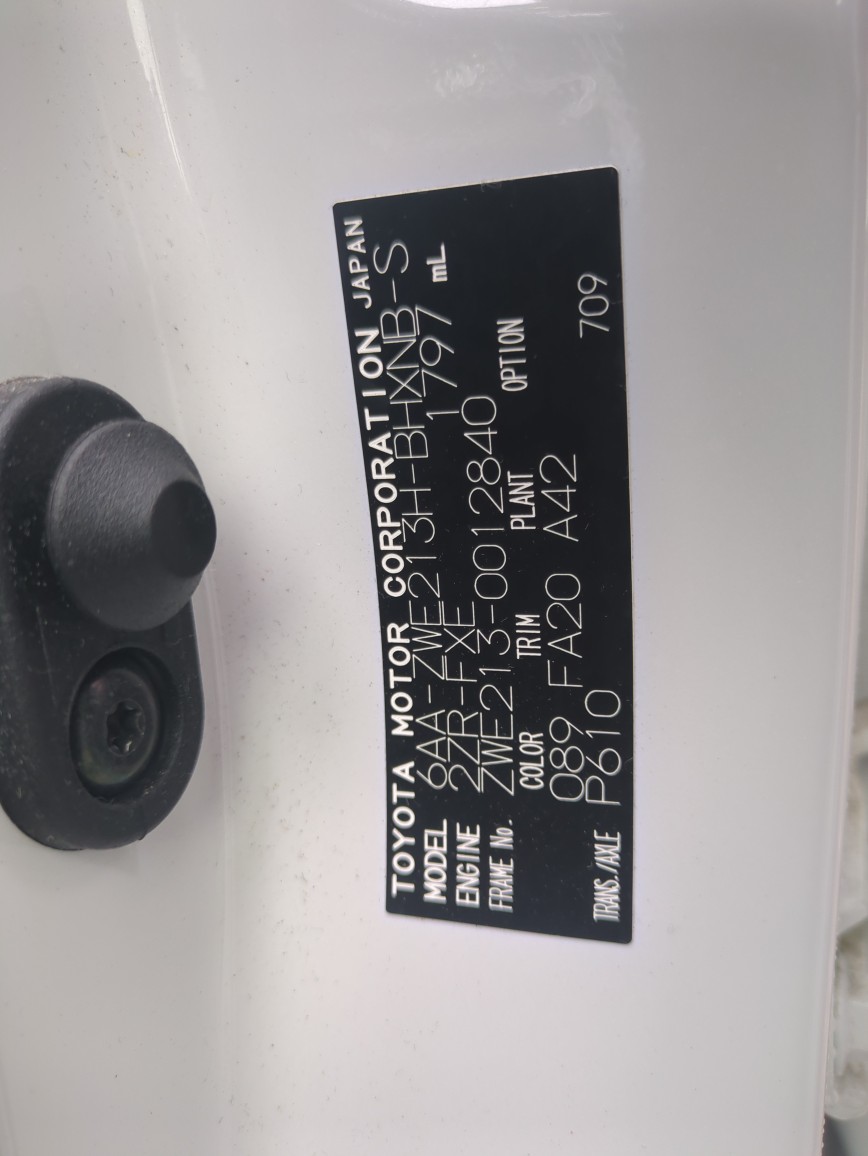 TOYOTA MOTOR CORPORATION JAPAN
MODEL 6AA-ZWE213H-BHXNB-S
ENGINE 2ZR-FXE 1797 mL
FRAME No. ZWE213-0012840
COLOR TRIM PLANT OPTION
089 FA20 A42
TRANS./AXLE P610 709